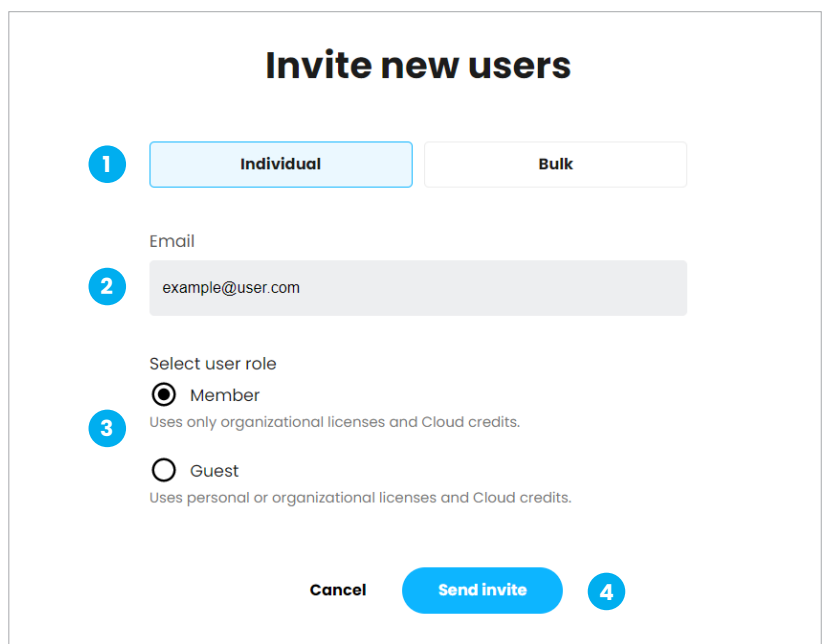 Invite new users
1
Individual
Bulk
Email
2
example@user.com
Select user role
Member
3
Uses only organizational licenses and Cloud credits.
Guest
Uses personal or organizational licenses and Cloud credits.
Cancel
Send invite
4